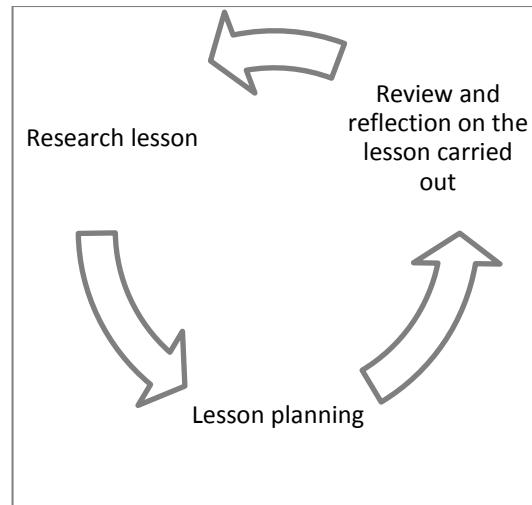 Review and
reflection on the
lesson carried
out
Research lesson
Lesson planning